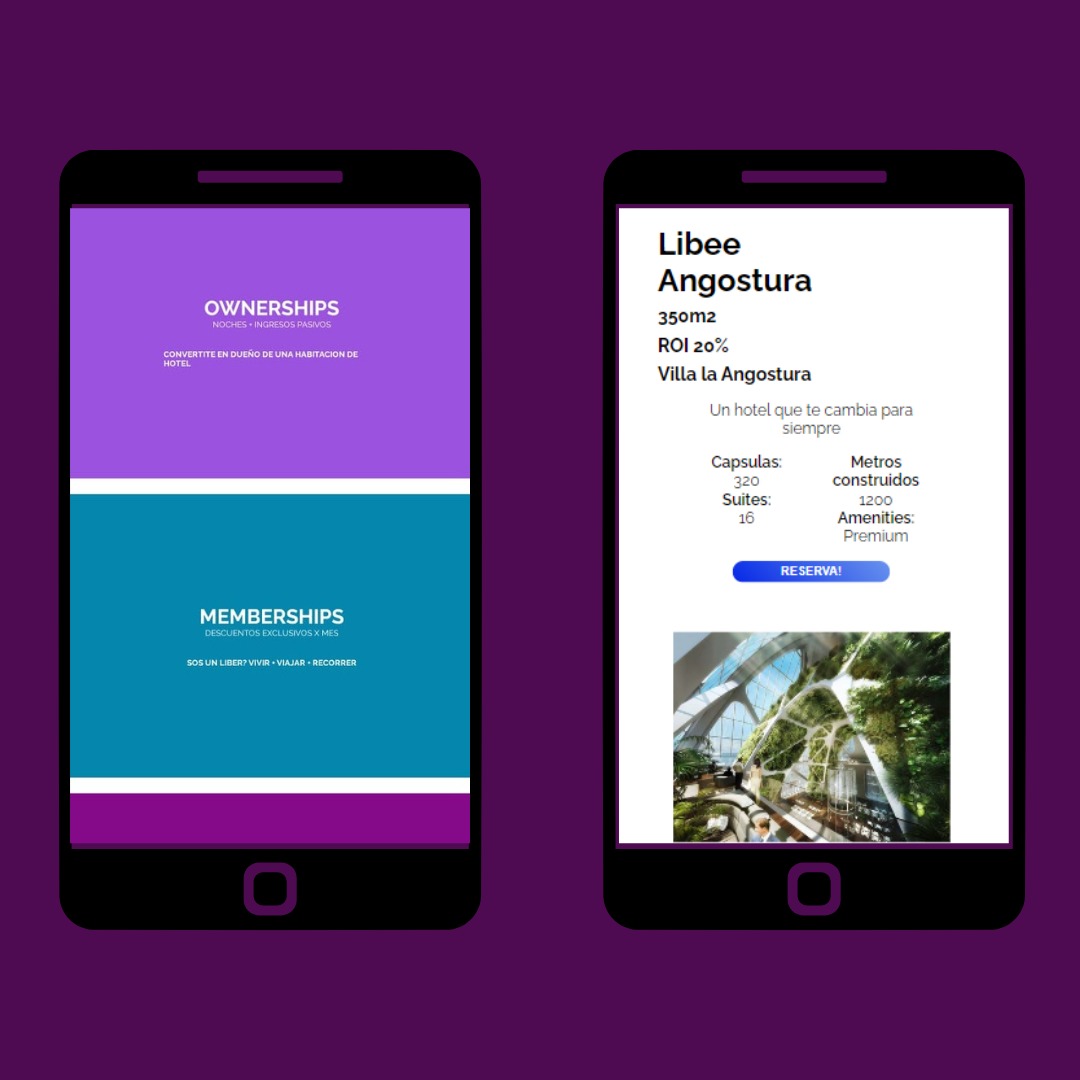 OWNERSHIPS
NOCHES + INGRESOS PASIVOS
CONVERTITE EN DUEÑO DE UNA HABITACION DE
HOTEL
MEMBERSHIPS
DESCUENTOS EXCLUSIVOS X MES
SOS UN LIBER? VIVIR + VIAJAR + RECORRER
Libee
Angostura
350m2
ROI 20%
Villa la Angostura
Un hotel que te cambia para
siempre
Capsulas:
320
Suites:
16
Metros
construidos
1200
Amenities:
Premium
RESERVA!